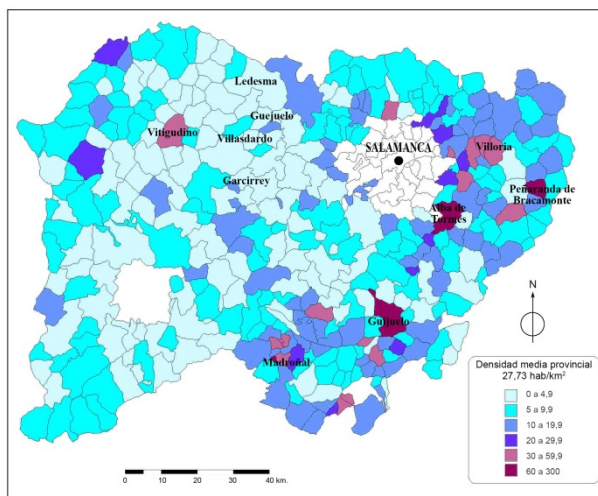 Ledesma
Guejuelo
Vitigudino
Villasdardo
SALAMANCA
Villoria
Garcirrey
Peñaranda de
Bracamonte
Alba de
Tormes
N
Guijuelo
Madroñal
Densidad media provincial
27,73 hab/km²
0 a 4,9
5 a 9,9
10 a 19,9
20 a 29,9
30 a 59,9
60 a 300
0 10 20 30 40 km.